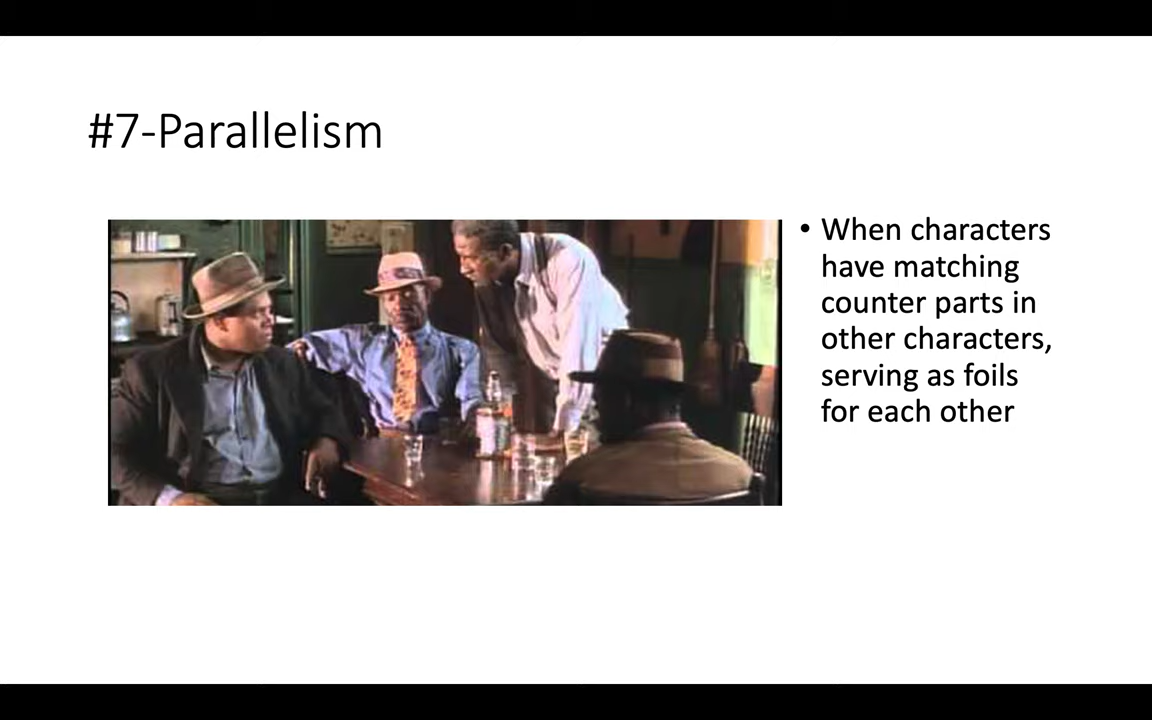 #7-Parallelism
• When characters
have matching
counter parts in
other characters,
serving as foils
for each other